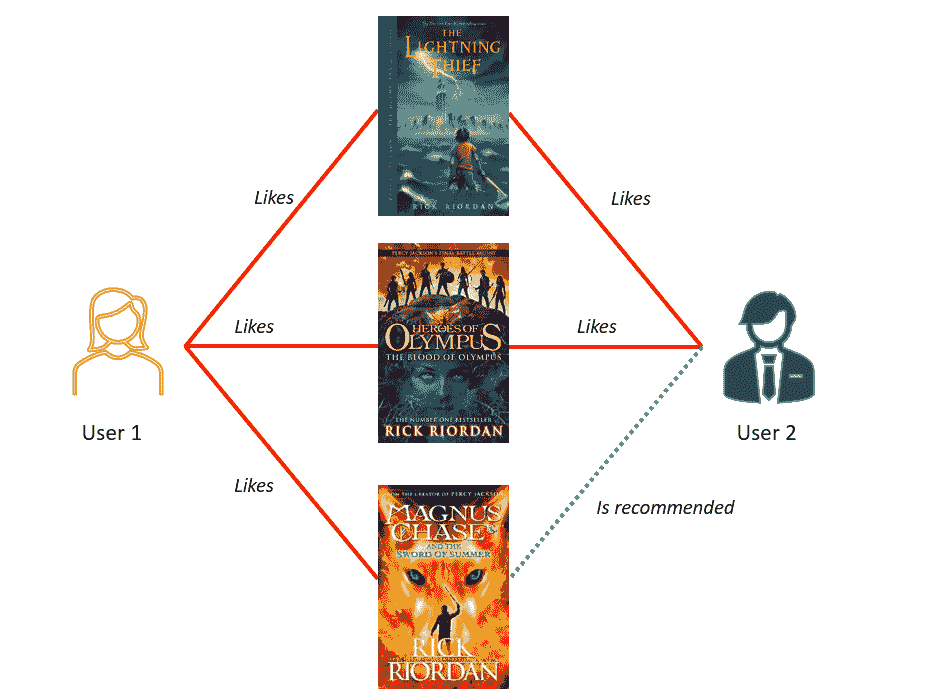 THE
LIGHTNING
THIEF
RICK RIORDAN
Likes
Likes
PERCY JACKSON'S FINAL BATTLE BEGINS
HEROES OF
OLYMPUS
THE BLOOD OF OLYMPUS
THE NUMBER ONE BESTSELLER
RICK RIORDAN
Likes
Likes
User 1
User 2
FROM THE CREATOR OF PERCY JACKSON
MAGNUS
CHASE
AND THE
SWORD OF SUMMER
RICK
RIORDAN
Likes
Is recommended